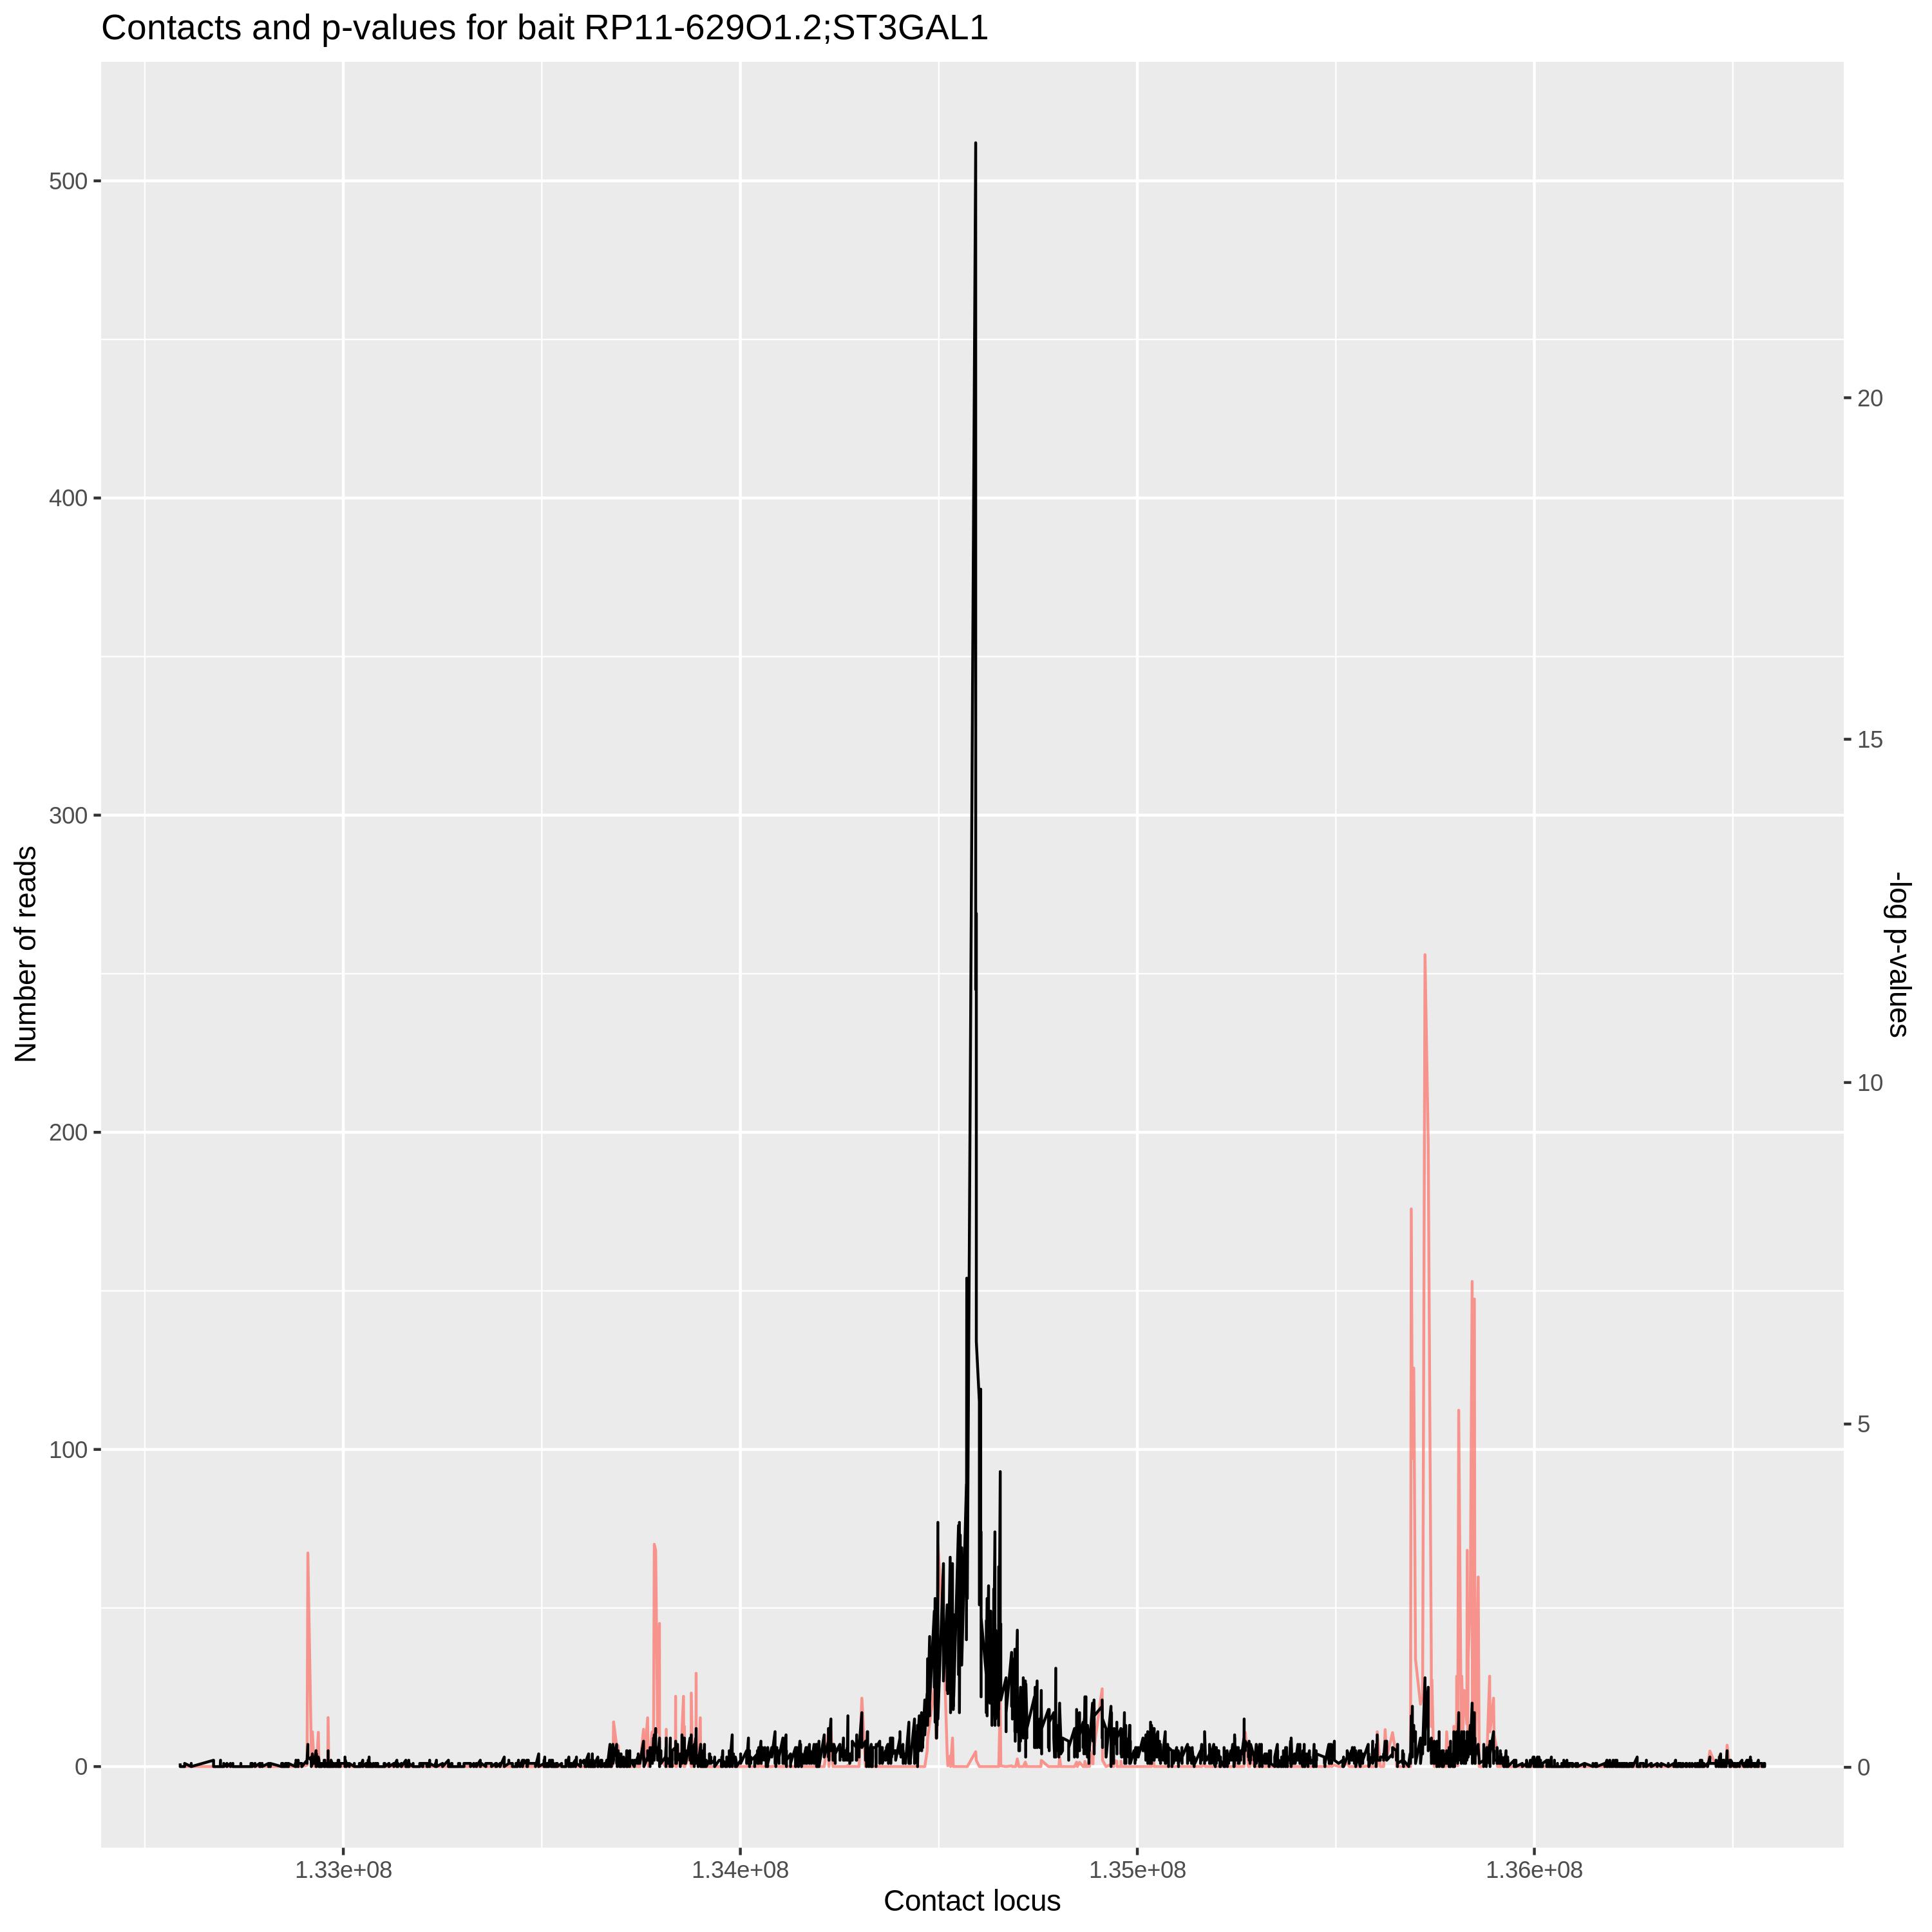 Contacts and p-values for bait RP11-629O1.2;ST3GAL1
500
400
300
200
100
0
Number of reads
20
15
10
5
0
-log p-values
1.33e+08
1.34e+08
1.35e+08
1.36e+08
Contact locus